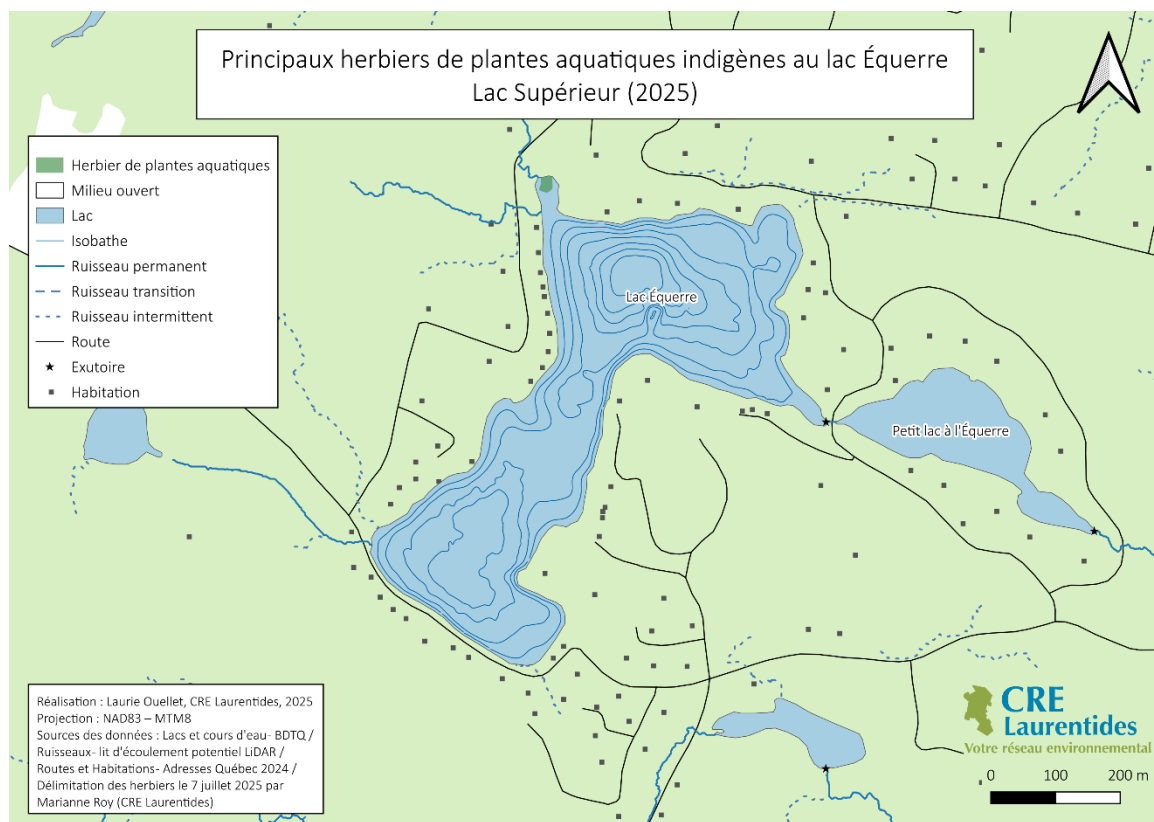 Principaux herbiers de plantes aquatiques indigènes au lac Équerre
Lac Supérieur (2025)
Herbier de plantes aquatiques
Milieu ouvert
Lac
Isobathe
Ruisseau permanent
Ruisseau transition
Ruisseau intermittent
Route
Exutoire
Habitation
Lac Équerre
Petit lac à l'Équerre
Réalisation : Laurie Ouellet, CRE Laurentides, 2025
Projection : NAD83 – MTM8
Sources des données : Lacs et cours d'eau- BDTQ /
Ruisseaux- lit d'écoulement potentiel LiDAR /
Routes et Habitations- Adresses Québec 2024 /
Délimitation des herbiers le 7 juillet 2025 par
Marianne Roy (CRE Laurentides)
CRE
Laurentides
Votre réseau environnemental
0 100 200 m